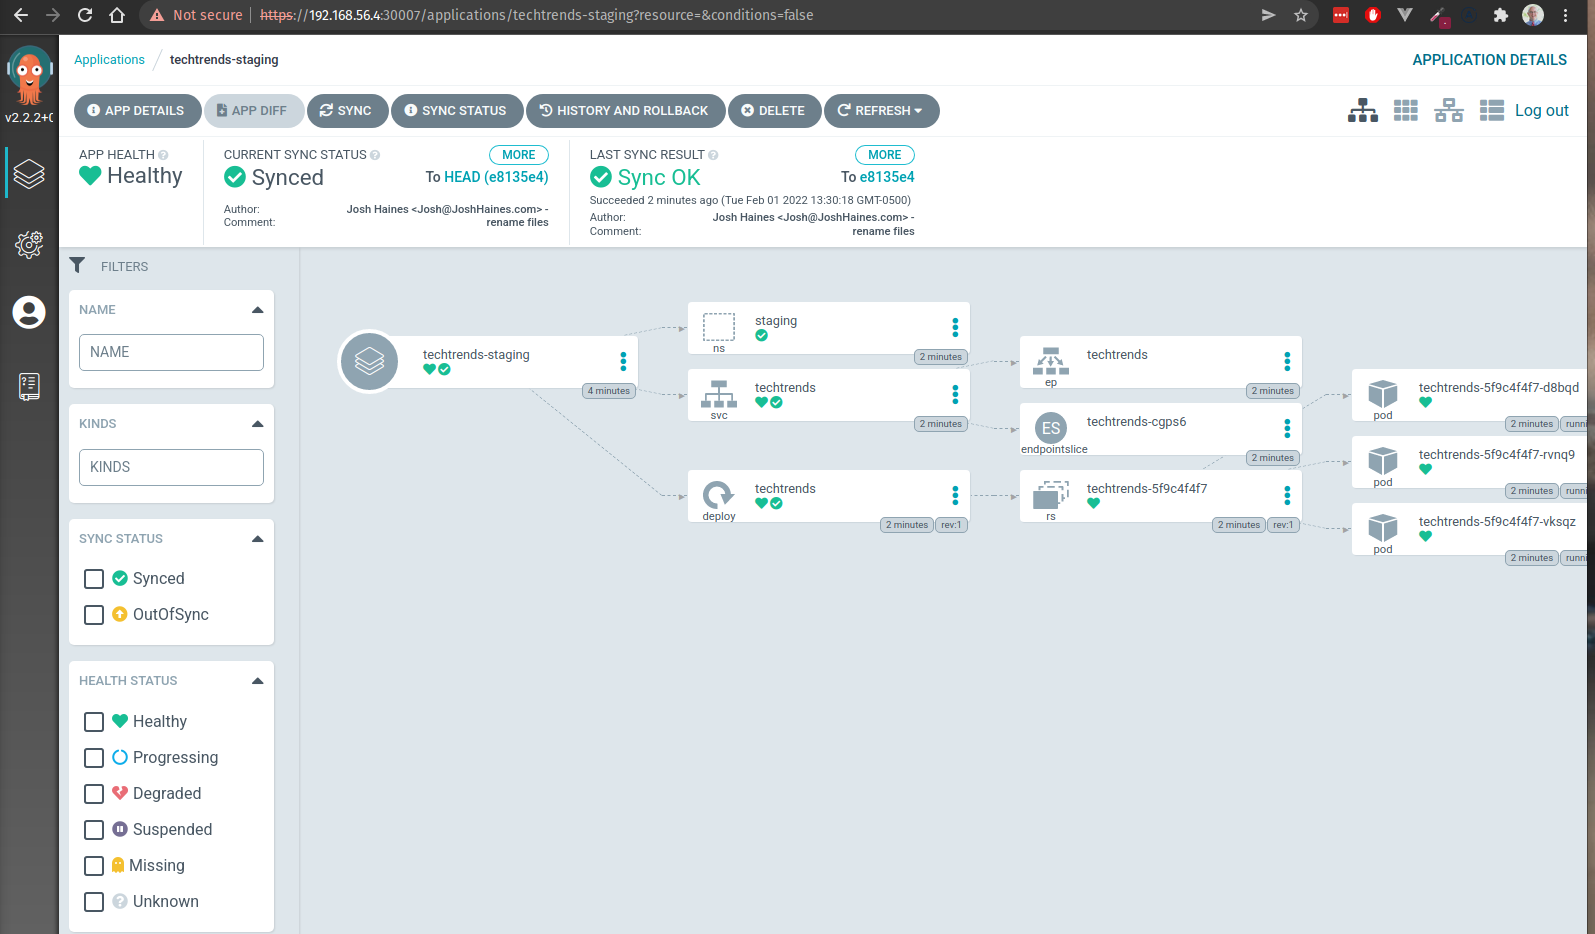 Not secure | https://192.168.56.4:30007/applications/techtrends-staging?resource=&conditions=false
Applications / techtrends-staging
APPLICATION DETAILS
v2.2.2+
APP DETAILS
APP DIFF
SYNC
SYNC STATUS
HISTORY AND ROLLBACK
DELETE
REFRESH
Log out
APP HEALTH
Healthy
CURRENT SYNC STATUS
MORE
Synced
To HEAD (e8135e4)
Author: Josh Haines <Josh@JoshHaines.com> -
Comment: rename files
LAST SYNC RESULT
MORE
Sync OK
To e8135e4
Succeeded 2 minutes ago (Tue Feb 01 2022 13:30:18 GMT-0500)
Author: Josh Haines <Josh@JoshHaines.com> -
Comment: rename files
FILTERS
NAME
NAME
KINDS
KINDS
SYNC STATUS
Synced
OutOfSync
HEALTH STATUS
Healthy
Progressing
Degraded
Suspended
Missing
Unknown
techtrends-staging
4 minutes
staging
ns
2 minutes
techtrends
svc
2 minutes
techtrends
deploy
2 minutes
rev:1
techtrends
ep
2 minutes
ES
techtrends-cgps6
endpointslice
2 minutes
techtrends-5f9c4f4f7
rs
2 minutes
rev:1
techtrends-5f9c4f4f7-d8bqd
pod
2 minutes
runni
techtrends-5f9c4f4f7-rvnq9
pod
2 minutes
runni
techtrends-5f9c4f4f7-vksqz
pod
2 minutes
runni